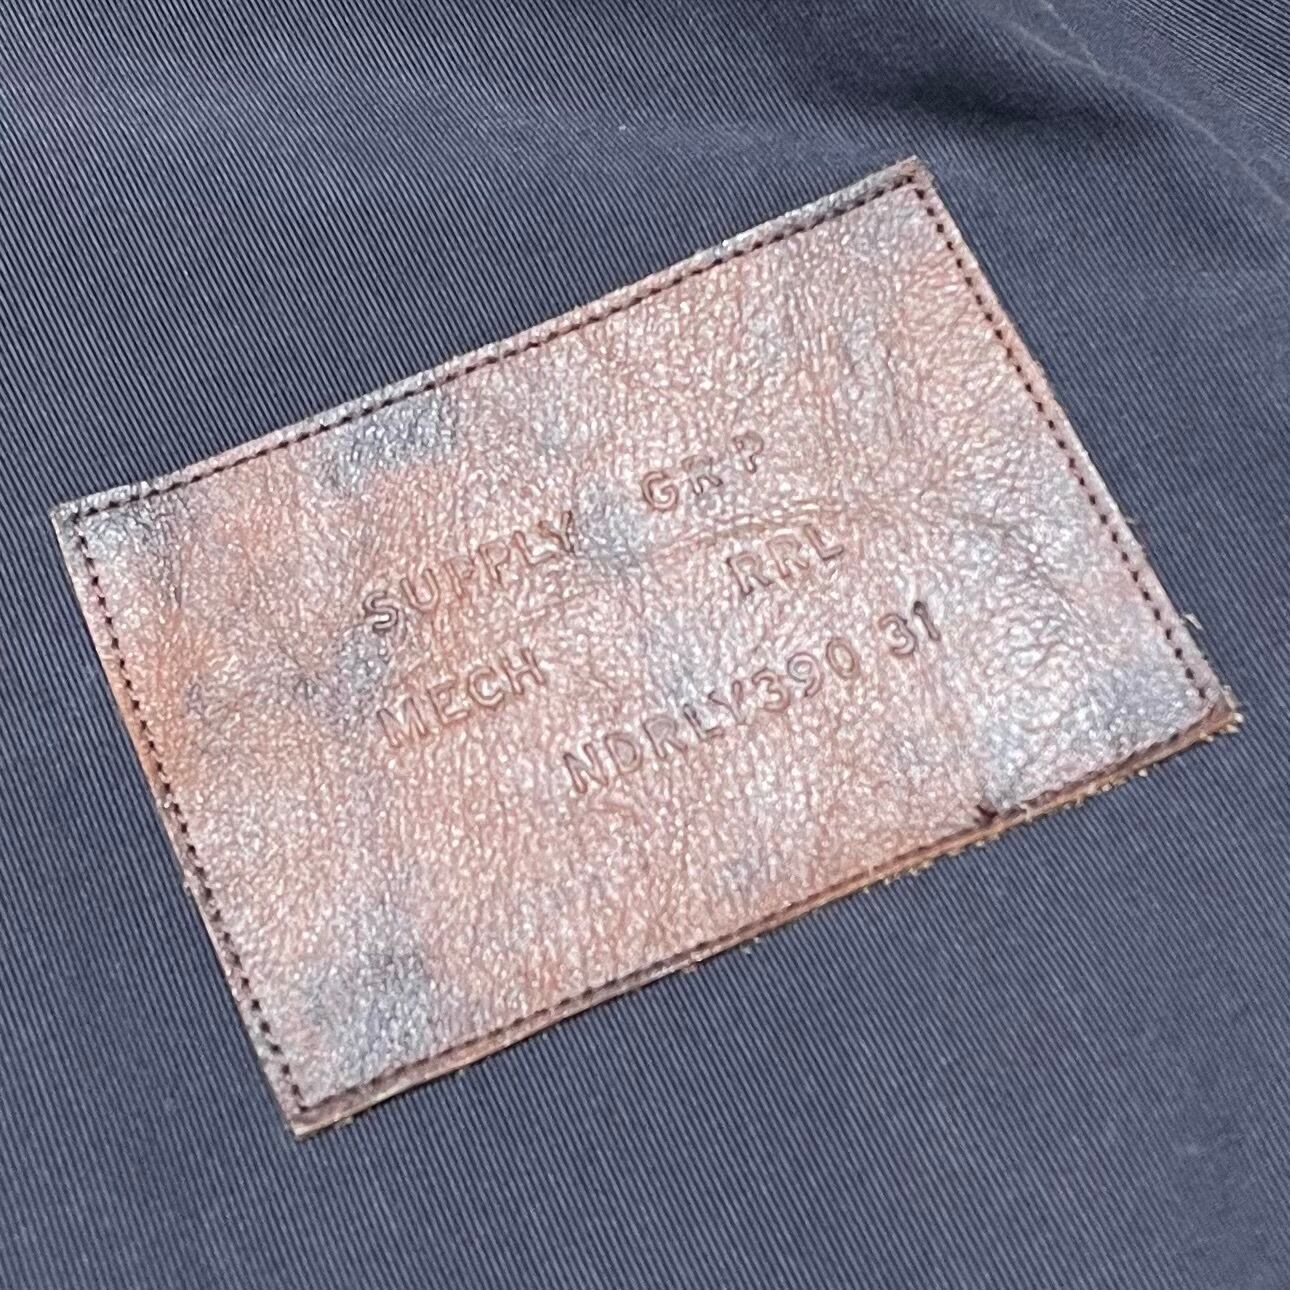 SUPPLY GRP
MECH RRL
NDRLY390 31